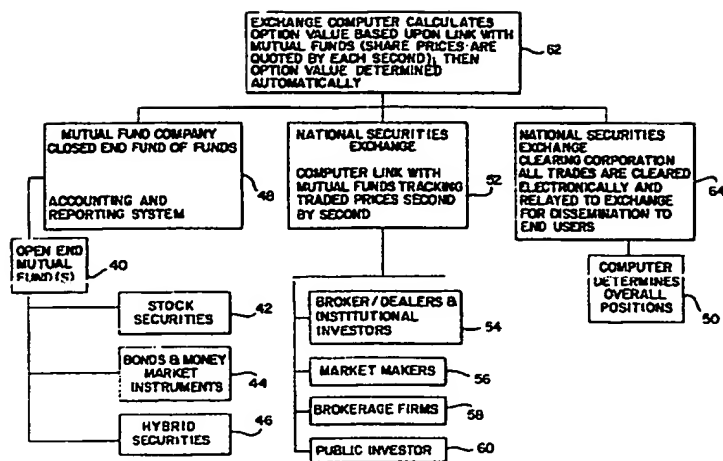 EXCHANGE COMPUTER CALCULATES
OPTION VALUE BASED UPON LINK WITH
MUTUAL FUNDS (SHARE PRICES ARE
QUOTED BY EACH SECOND), THEN
OPTION VALUE DETERMINED
AUTOMATICALLY
62
MUTUAL FUND COMPANY
CLOSED END FUND OF FUNDS
ACCOUNTING AND
REPORTING SYSTEM
48
NATIONAL SECURITIES
EXCHANGE
COMPUTER LINK WITH
MUTUAL FUNDS TRACKING
TRADED PRICES SECOND
BY SECOND
52
NATIONAL SECURITIES
EXCHANGE
CLEARING CORPORATION
ALL TRADES ARE CLEARED
ELECTRONICALLY AND
RELAYED TO EXCHANGE
FOR DISSEMINATION TO
END USERS
64
OPEN END
MUTUAL
FUND(S)
40
STOCK
SECURITIES
42
BONDS & MONEY
MARKET
INSTRUMENTS
44
HYBRID
SECURITIES
46
BROKER/DEALERS &
INSTITUTIONAL
INVESTORS
54
MARKET MAKERS
56
BROKERAGE FIRMS
58
PUBLIC INVESTOR
60
COMPUTER
DETERMINES
OVERALL
POSITIONS
50